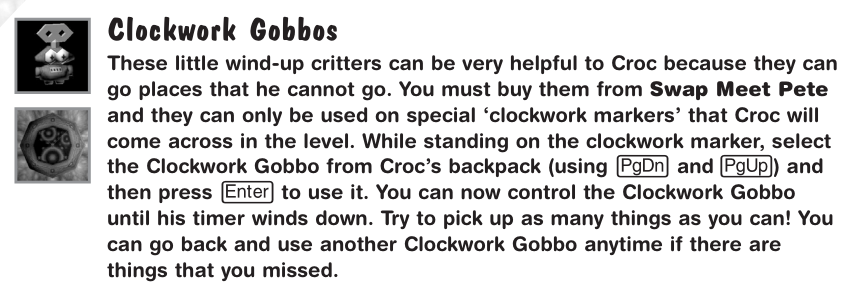 Clockwork Gobbos
These little wind-up critters can be very helpful to Croc because they can
go places that he cannot go. You must buy them from Swap Meet Pete
and they can only be used on special ‘clockwork markers’ that Croc will
come across in the level. While standing on the clockwork marker, select
the Clockwork Gobbo from Croc’s backpack (using PgDn and PgUp) and
then press Enter to use it. You can now control the Clockwork Gobbo
until his timer winds down. Try to pick up as many things as you can! You
can go back and use another Clockwork Gobbo anytime if there are
things that you missed.